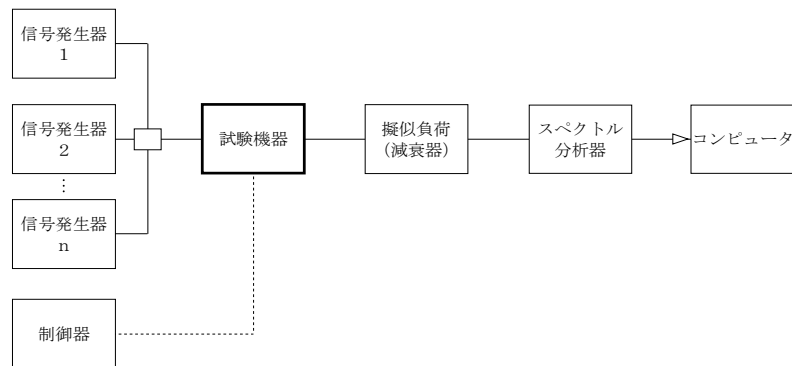 信号発生器
1
信号発生器
2
⋮
信号発生器
n
制御器
試験機器
擬似負荷
（減衰器）
スペクトル
分析器
コンピュータ